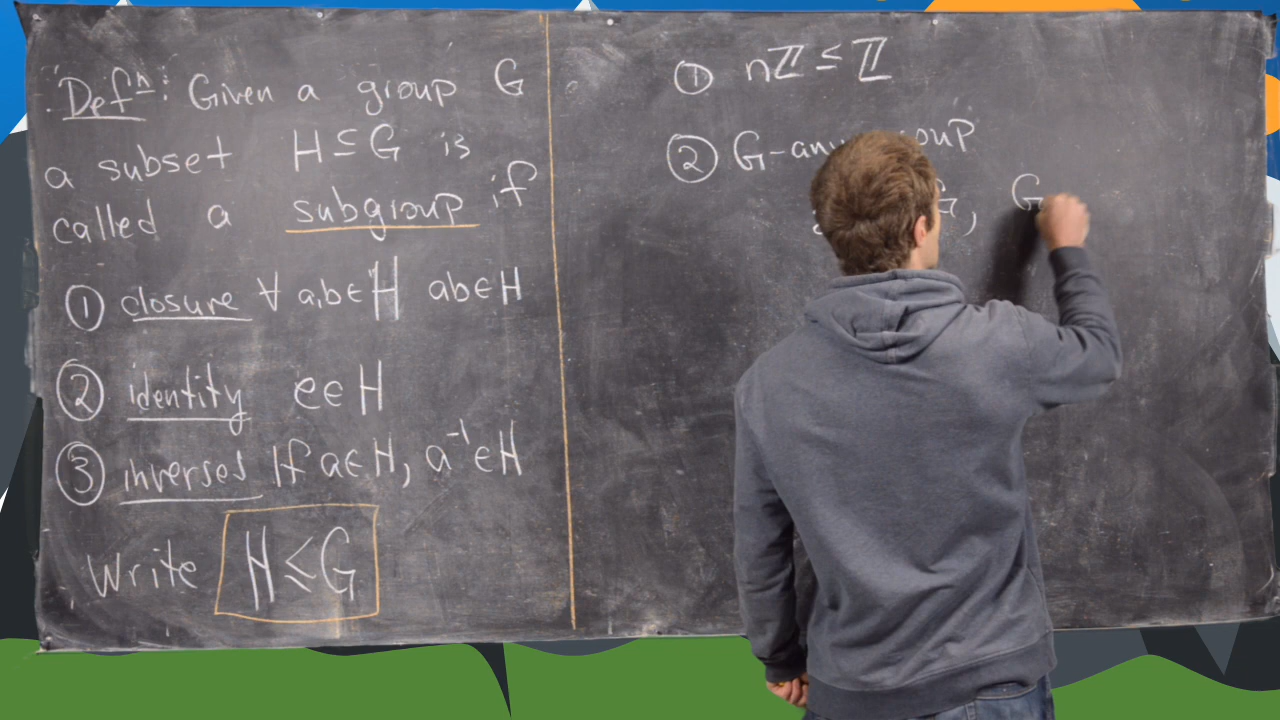 Defⁿ: Given a group G
a subset H ⊆ G is
called a subgroup if
① closure ∀ a,b∈H ab∈H
② identity e∈H
③ inverses If a∈H, a⁻¹∈H
Write H ≤ G
① nℤ ≤ ℤ
② G-any
G, G